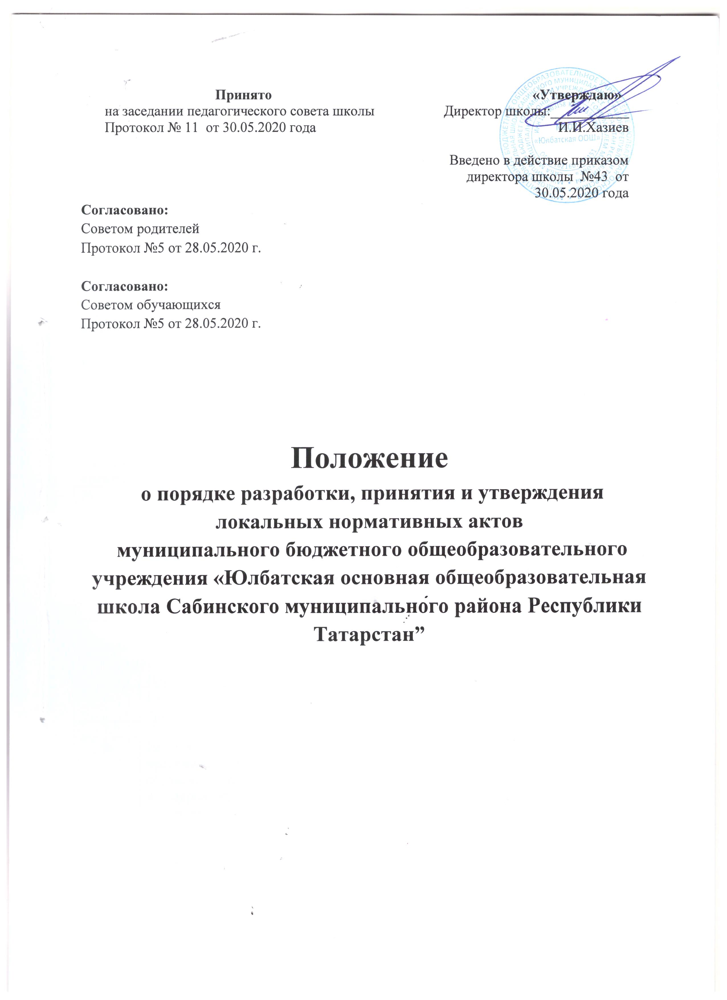 Принято
на заседании педагогического совета школы
Протокол № 11 от 30.05.2020 года
«Утверждаю»
Директор школы:___________
И.И.Хазиев
«Юлбатская ООШ»
Введено в действие приказом
директора школы №43 от
30.05.2020 года
Согласовано:
Советом родителей
Протокол №5 от 28.05.2020 г.
Согласовано:
Советом обучающихся
Протокол №5 от 28.05.2020 г.
Положение
о порядке разработки, принятия и утверждения
локальных нормативных актов
муниципального бюджетного общеобразовательного
учреждения «Юлбатская основная общеобразовательная
школа Сабинского муниципального района Республики
Татарстан”